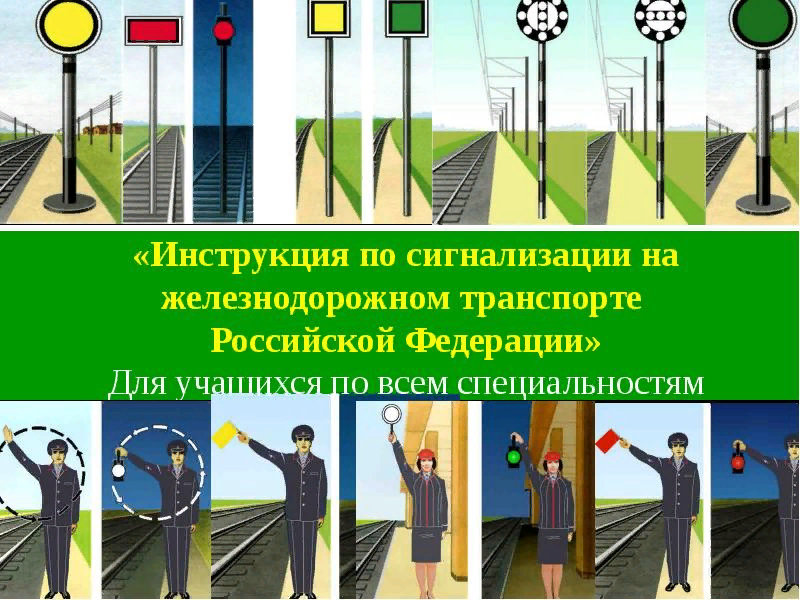 «Инструкция по сигнализации на
железнодорожном транспорте
Российской Федерации»
Для учащихся по всем специальностям